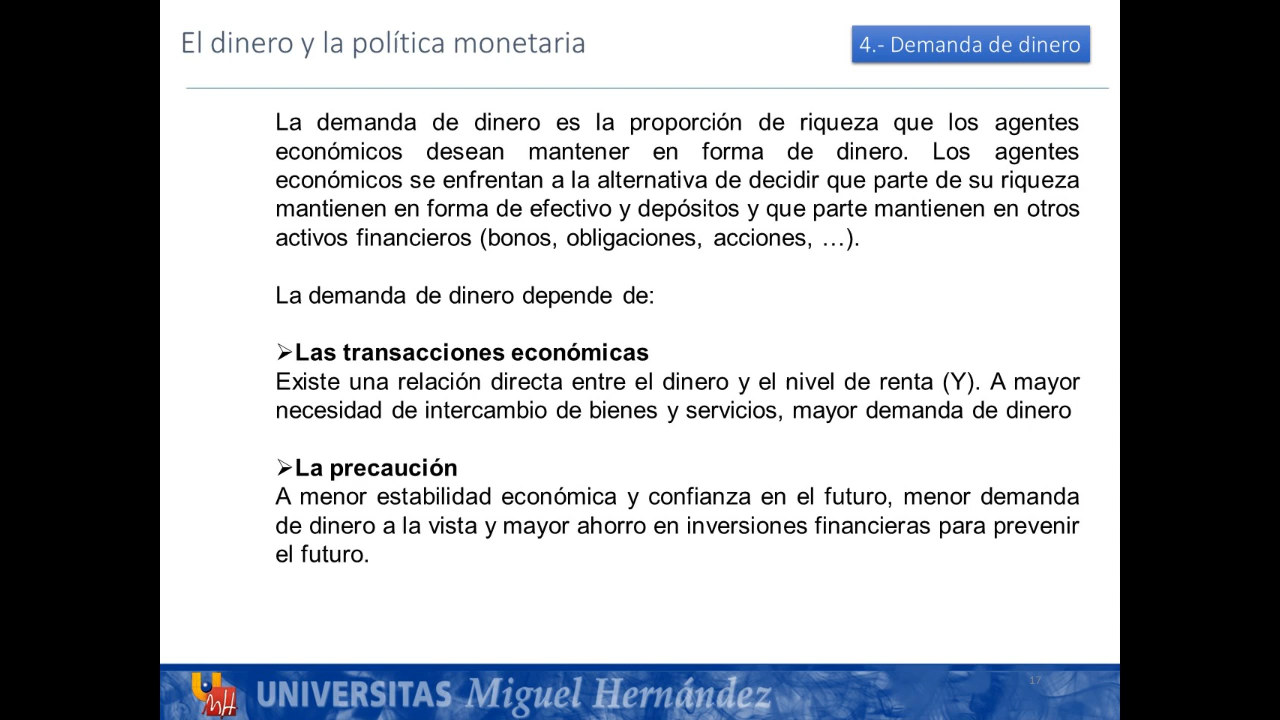 El dinero y la política monetaria
4.- Demanda de dinero
La demanda de dinero es la proporción de riqueza que los agentes
económicos desean mantener en forma de dinero. Los agentes
económicos se enfrentan a la alternativa de decidir que parte de su riqueza
mantienen en forma de efectivo y depósitos y que parte mantienen en otros
activos financieros (bonos, obligaciones, acciones, …).
La demanda de dinero depende de:
➢Las transacciones económicas
Existe una relación directa entre el dinero y el nivel de renta (Y). A mayor
necesidad de intercambio de bienes y servicios, mayor demanda de dinero
➢La precaución
A menor estabilidad económica y confianza en el futuro, menor demanda
de dinero a la vista y mayor ahorro en inversiones financieras para prevenir
el futuro.
17
UMH UNIVERSITAS Miguel Hernández